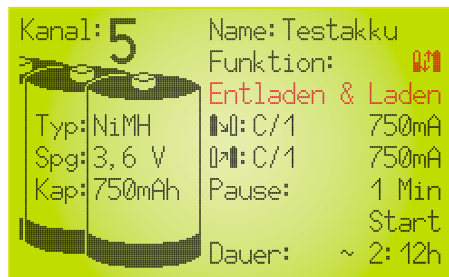 Kanal: 5
Name: Testakku
Funktion:
Entladen & Laden
Typ: NiMH
C/1 750mA
Spg: 3,6 V
C/1 750mA
Kap: 750mAh
Pause: 1 Min
Start
Dauer: ~ 2:12h